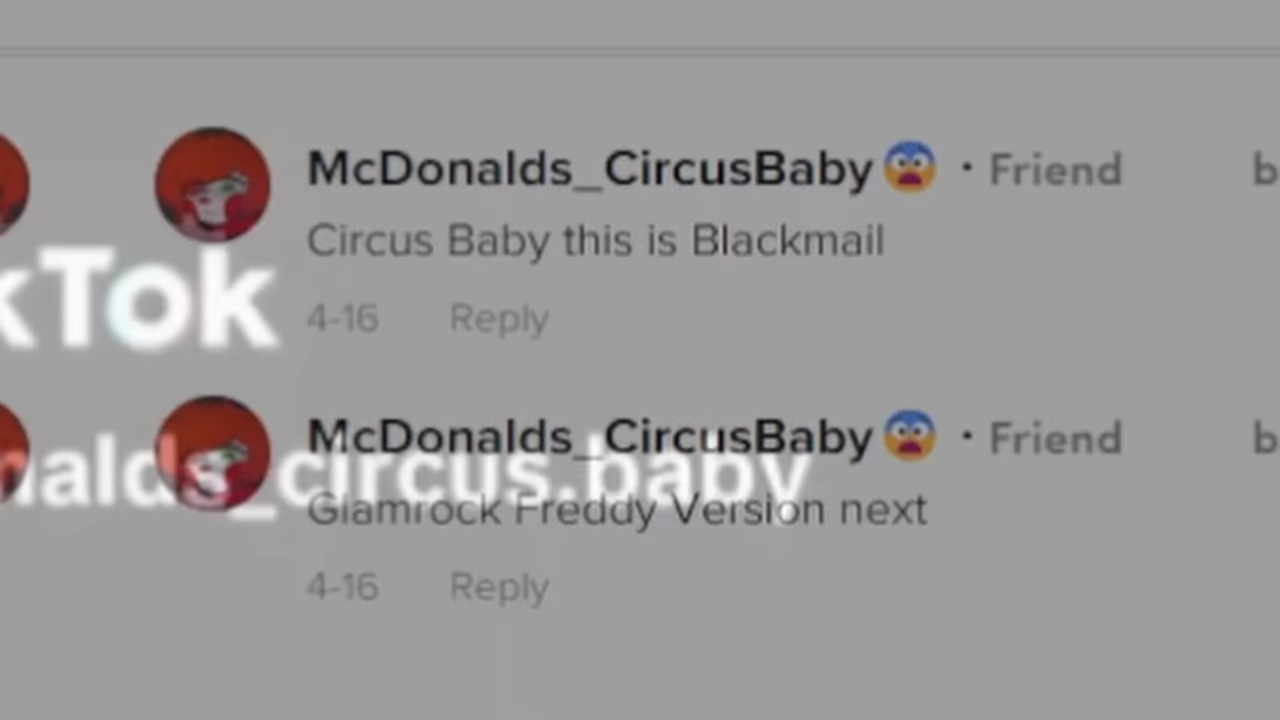 McDonalds_CircusBaby😨 · Friend
Circus Baby this is Blackmail
kTok
4-16 Reply
McDonalds_CircusBaby😨 · Friend
nalds_circus.baby
Glamrock Freddy Version next
4-16 Reply